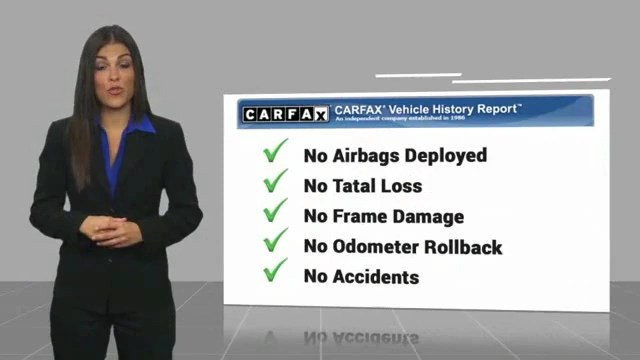 CARFAX CARFAX® Vehicle History Report™
An independent company established in 1986
No Airbags Deployed
No Tatal Loss
No Frame Damage
No Odometer Rollback
No Accidents
No Accidents